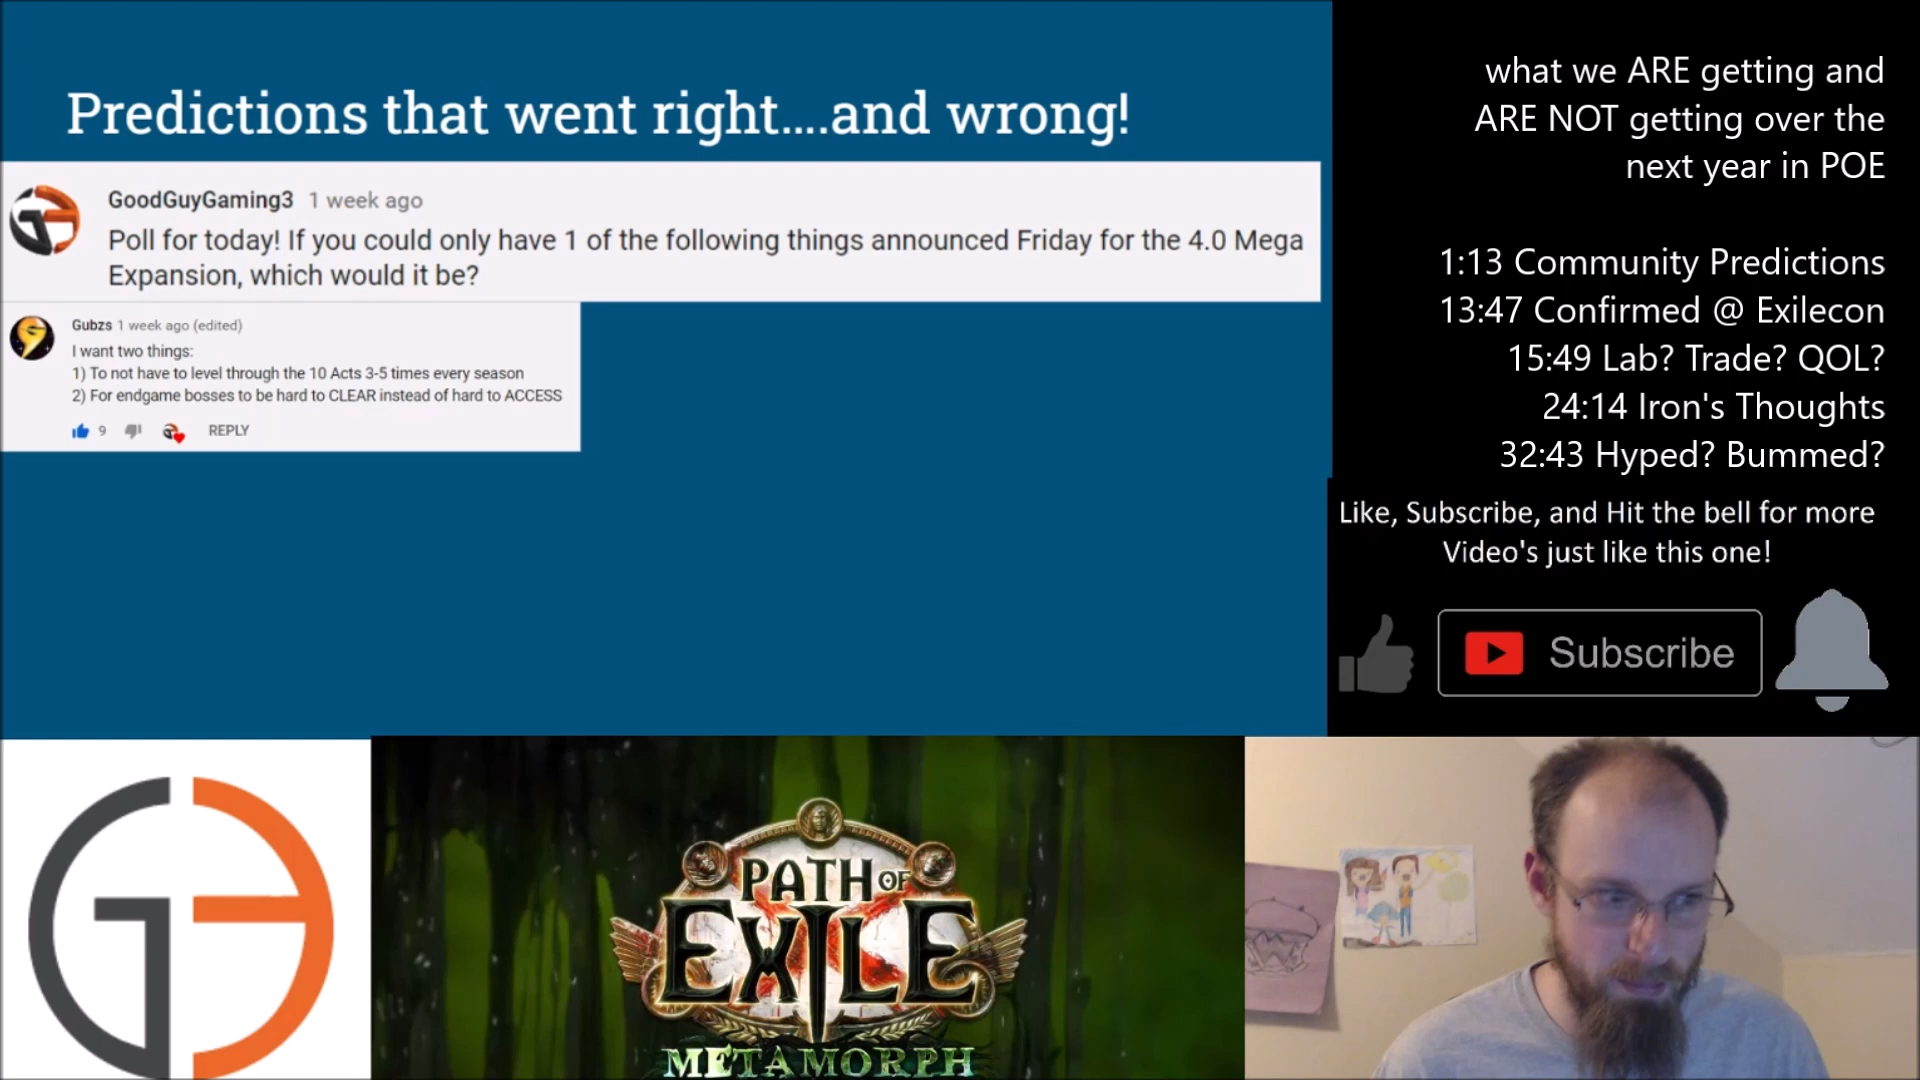 Predictions that went right....and wrong!
GoodGuyGaming3 1 week ago
Poll for today! If you could only have 1 of the following things announced Friday for the 4.0 Mega
Expansion, which would it be?
Gubzs 1 week ago (edited)
I want two things:
1) To not have to level through the 10 Acts 3-5 times every season
2) For endgame bosses to be hard to CLEAR instead of hard to ACCESS
9 REPLY
what we ARE getting and
ARE NOT getting over the
next year in POE
1:13 Community Predictions
13:47 Confirmed @ Exilecon
15:49 Lab? Trade? QOL?
24:14 Iron's Thoughts
32:43 Hyped? Bummed?
Like, Subscribe, and Hit the bell for more
Video's just like this one!
Subscribe
PATH OF
EXILE
METAMORPH